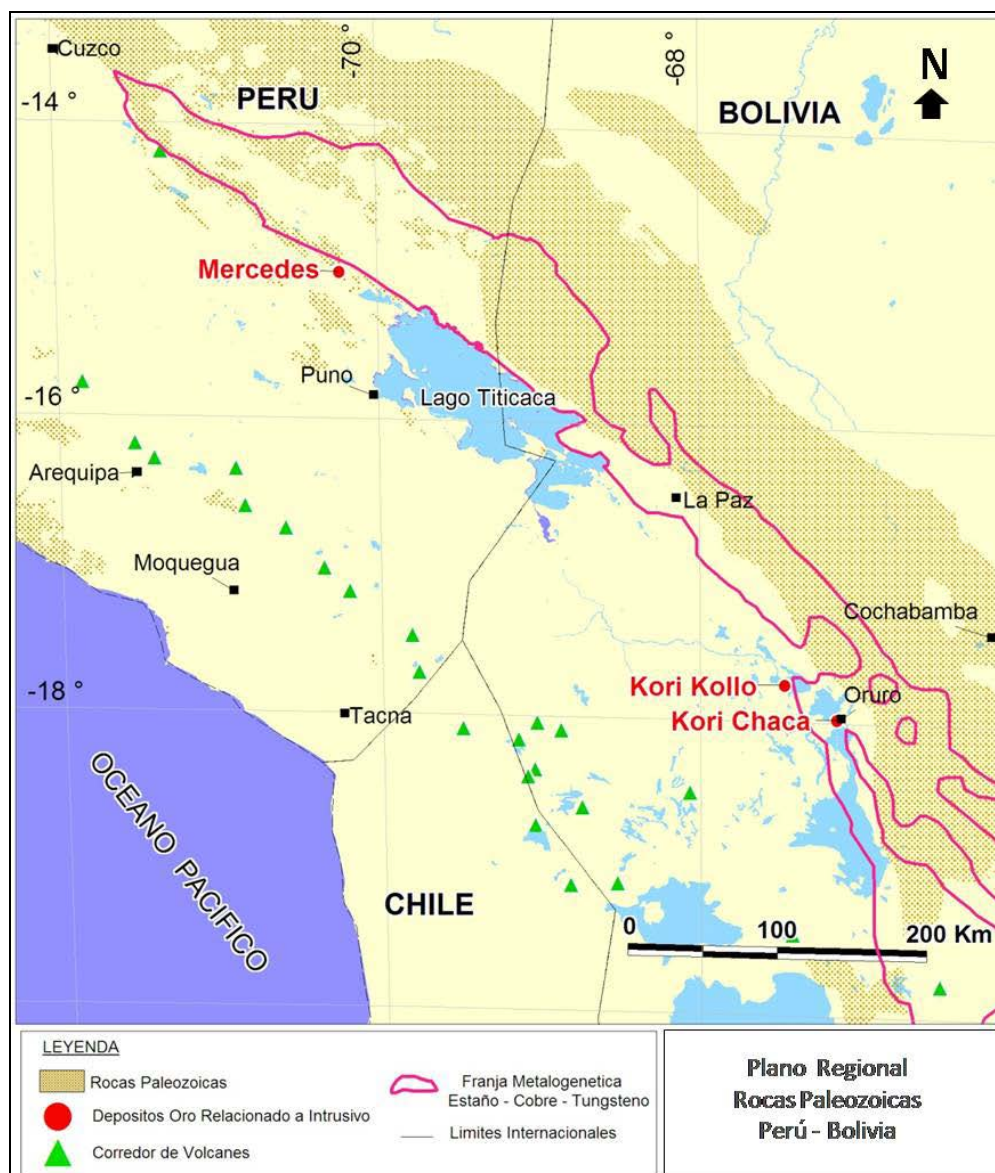 Cuzco
-70 °
-68 °
N
-14 °
PERU
BOLIVIA
Mercedes
Puno
Lago Titicaca
-16 °
Arequipa
La Paz
Moquegua
Cochabamba
-18 °
Kori Kollo
Oruro
Kori Chaca
Tacna
OCEANO PACIFICO
CHILE
0 100 200 Km
LEYENDA
Rocas Paleozoicas
Depositos Oro Relacionado a Intrusivo
Corredor de Volcanes
Franja Metalogenetica
Estaño - Cobre - Tungsteno
Limites Internacionales
Plano Regional
Rocas Paleozoicas
Perú - Bolivia